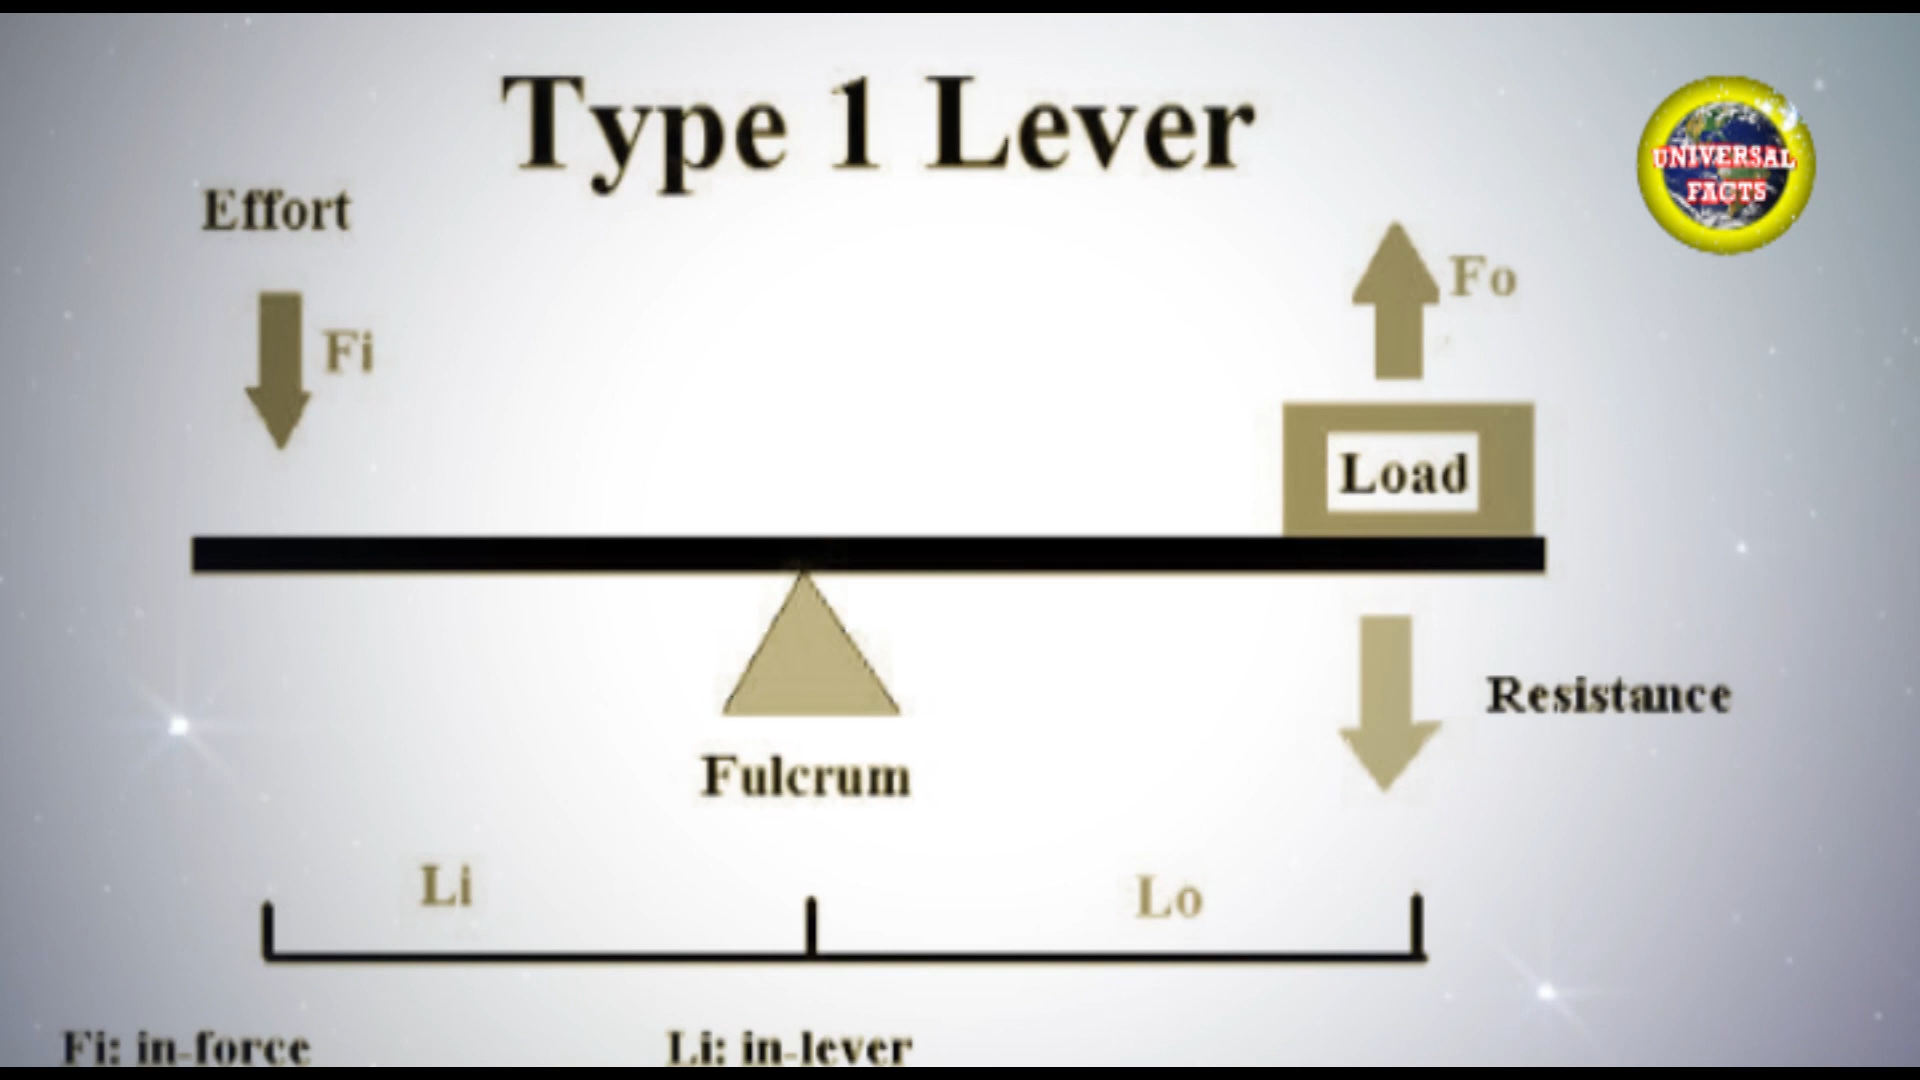 Type 1 Lever
UNIVERSAL
FACTS
Effort
Fo
Fi
Load
Resistance
Fulcrum
Li
Lo
Fi: in-force
Li: in-lever